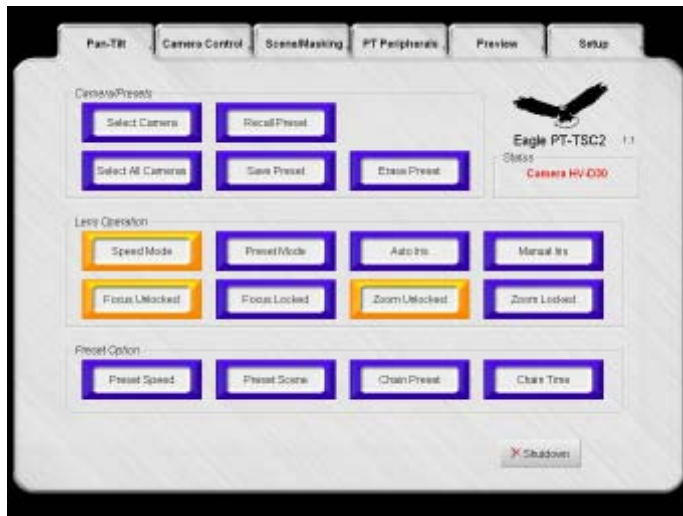 Pan-Tilt Camera Control Scene/Masking PT Peripherals Preview Setup
Camera/Presets
Select Camera Recall Preset
Eagle PT-TSC2 1.1
Select All Cameras Save Preset Erase Preset
Status
Camera HV-D30
Lens Operation
Speed Mode Preset Mode Auto Iris Manual Iris
Focus Unlocked Focus Locked Zoom Unlocked Zoom Locked
Preset Option
Preset Speed Preset Scene Chain Preset Chain Time
Shutdown